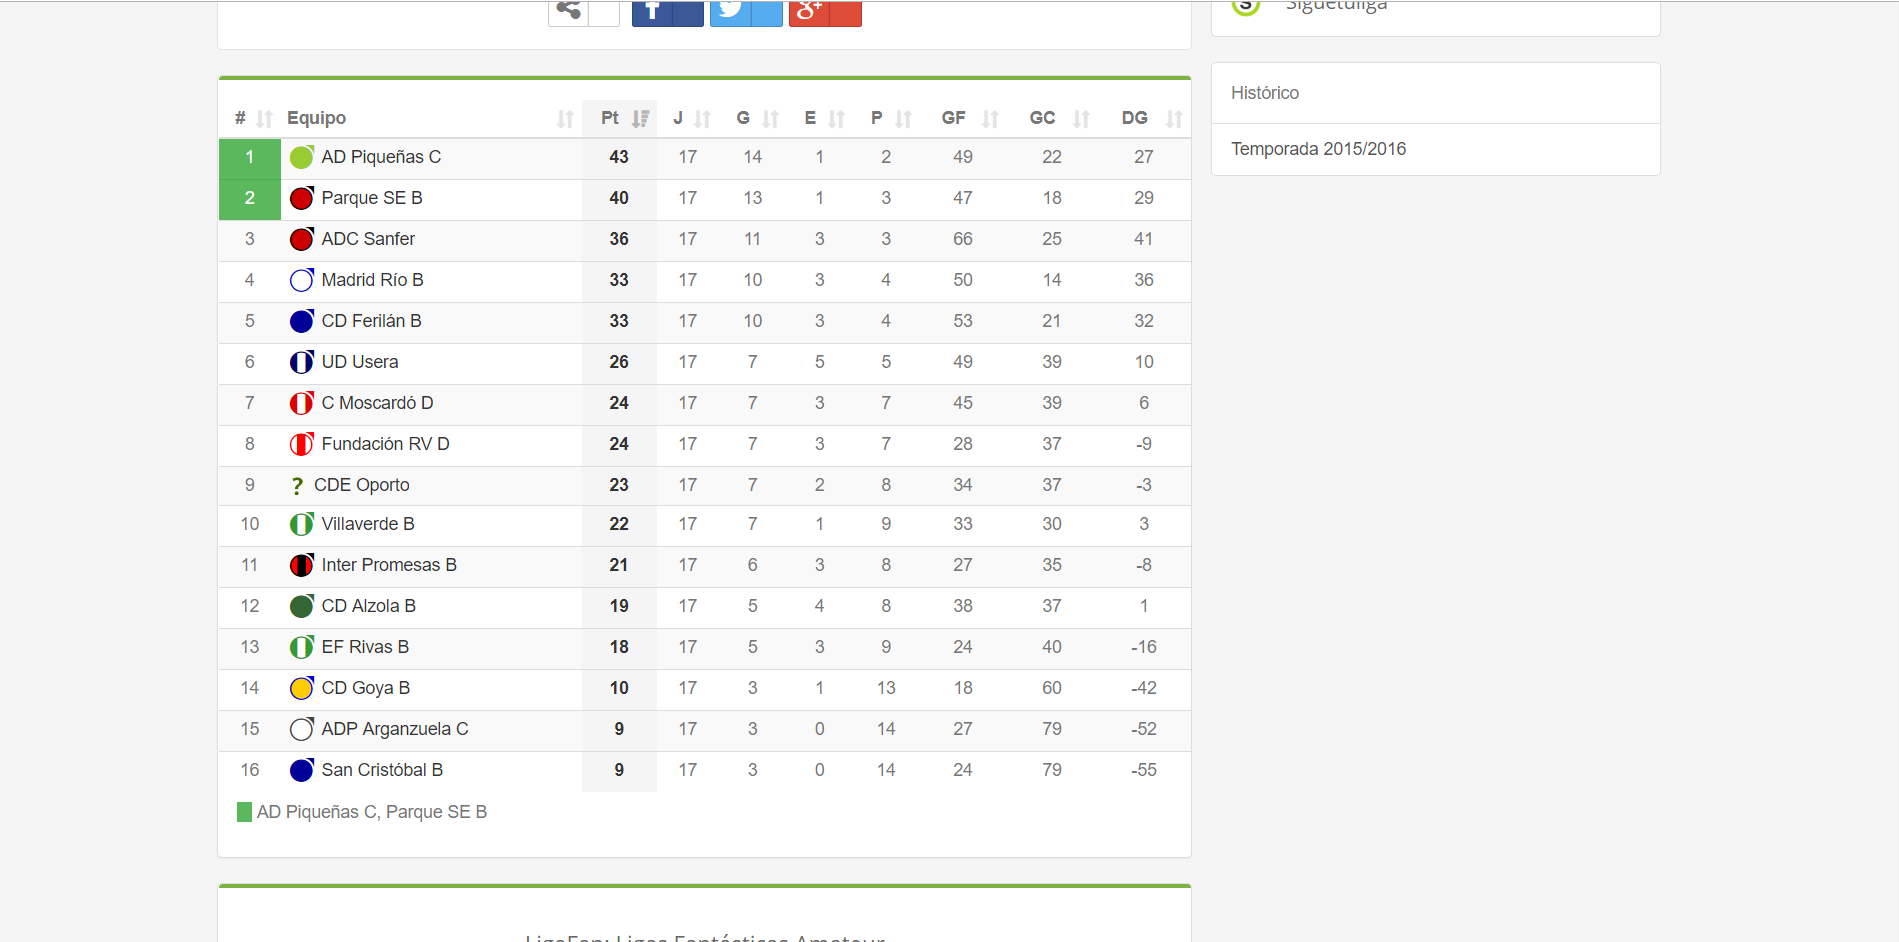 Siguetuliga
Histórico
Temporada 2015/2016
# Equipo Pt J G E P GF GC DG
1 AD Piqueñas C 43 17 14 1 2 49 22 27
2 Parque SE B 40 17 13 1 3 47 18 29
3 ADC Sanfer 36 17 11 3 3 66 25 41
4 Madrid Río B 33 17 10 3 4 50 14 36
5 CD Ferilán B 33 17 10 3 4 53 21 32
6 UD Usera 26 17 7 5 5 49 39 10
7 C Moscardó D 24 17 7 3 7 45 39 6
8 Fundación RV D 24 17 7 3 7 28 37 -9
9 ? CDE Oporto 23 17 7 2 8 34 37 -3
10 Villaverde B 22 17 7 1 9 33 30 3
11 Inter Promesas B 21 17 6 3 8 27 35 -8
12 CD Alzola B 19 17 5 4 8 38 37 1
13 EF Rivas B 18 17 5 3 9 24 40 -16
14 CD Goya B 10 17 3 1 13 18 60 -42
15 ADP Arganzuela C 9 17 3 0 14 27 79 -52
16 San Cristóbal B 9 17 3 0 14 24 79 -55
AD Piqueñas C, Parque SE B
LigaFan: Ligas Fantásticas Amateur